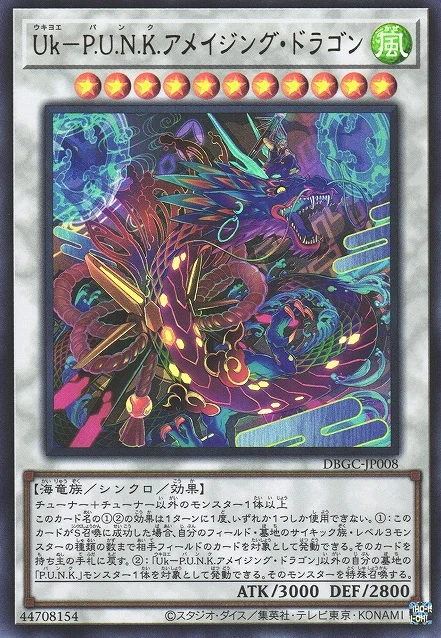 ウキヨエ パンク
Uk－P.U.N.K.アメイジング・ドラゴン
風
DBGC-JP008
【海竜族／シンクロ／効果】
チューナー＋チューナー以外のモンスター1体以上
このカード名の①②の効果は1ターンに1度、いずれか1つしか使用できない。①：この
カードがS召喚に成功した場合、自分のフィールド・墓地のサイキック族・レベル3モン
スターの種類の数まで相手フィールドのカードを対象として発動できる。そのカードを
持ち主の手札に戻す。②：「Uk－P.U.N.K.アメイジング・ドラゴン」以外の自分の墓地の
「P.U.N.K.」モンスター1体を対象として発動できる。そのモンスターを特殊召喚する。
ATK/3000 DEF/2800
44708154
©スタジオ・ダイス／集英社・テレビ東京・KONAMI